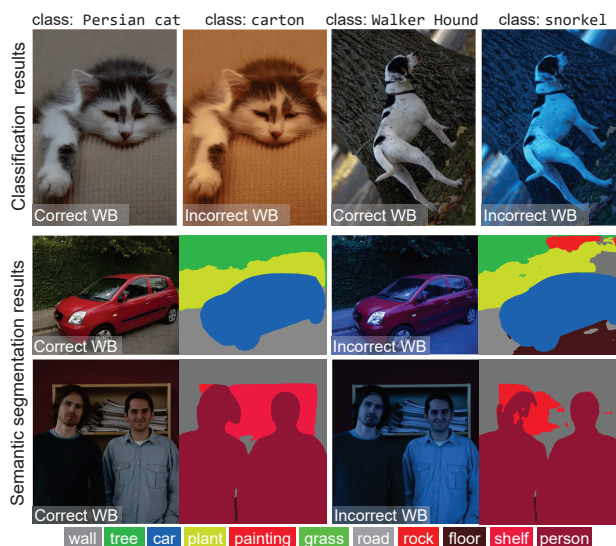 class: Persian cat
class: carton
class: Walker Hound
class: snorkel
Classification results
Correct WB
Incorrect WB
Correct WB
Incorrect WB
Semantic segmentation results
Correct WB
Incorrect WB
Correct WB
Incorrect WB
wall tree car plant painting grass road rock floor shelf person